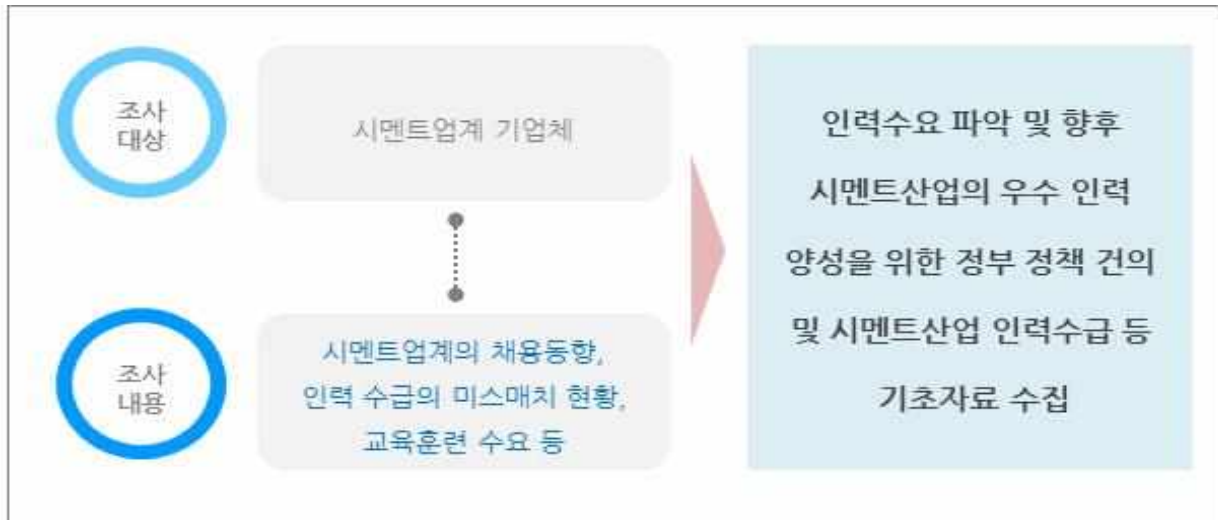 조사
대상
시멘트업계 기업체
조사
내용
시멘트업계의 채용동향,
인력 수급의 미스매치 현황,
교육훈련 수요 등
인력수요 파악 및 향후
시멘트산업의 우수 인력
양성을 위한 정부 정책 건의
및 시멘트산업 인력수급 등
기초자료 수집